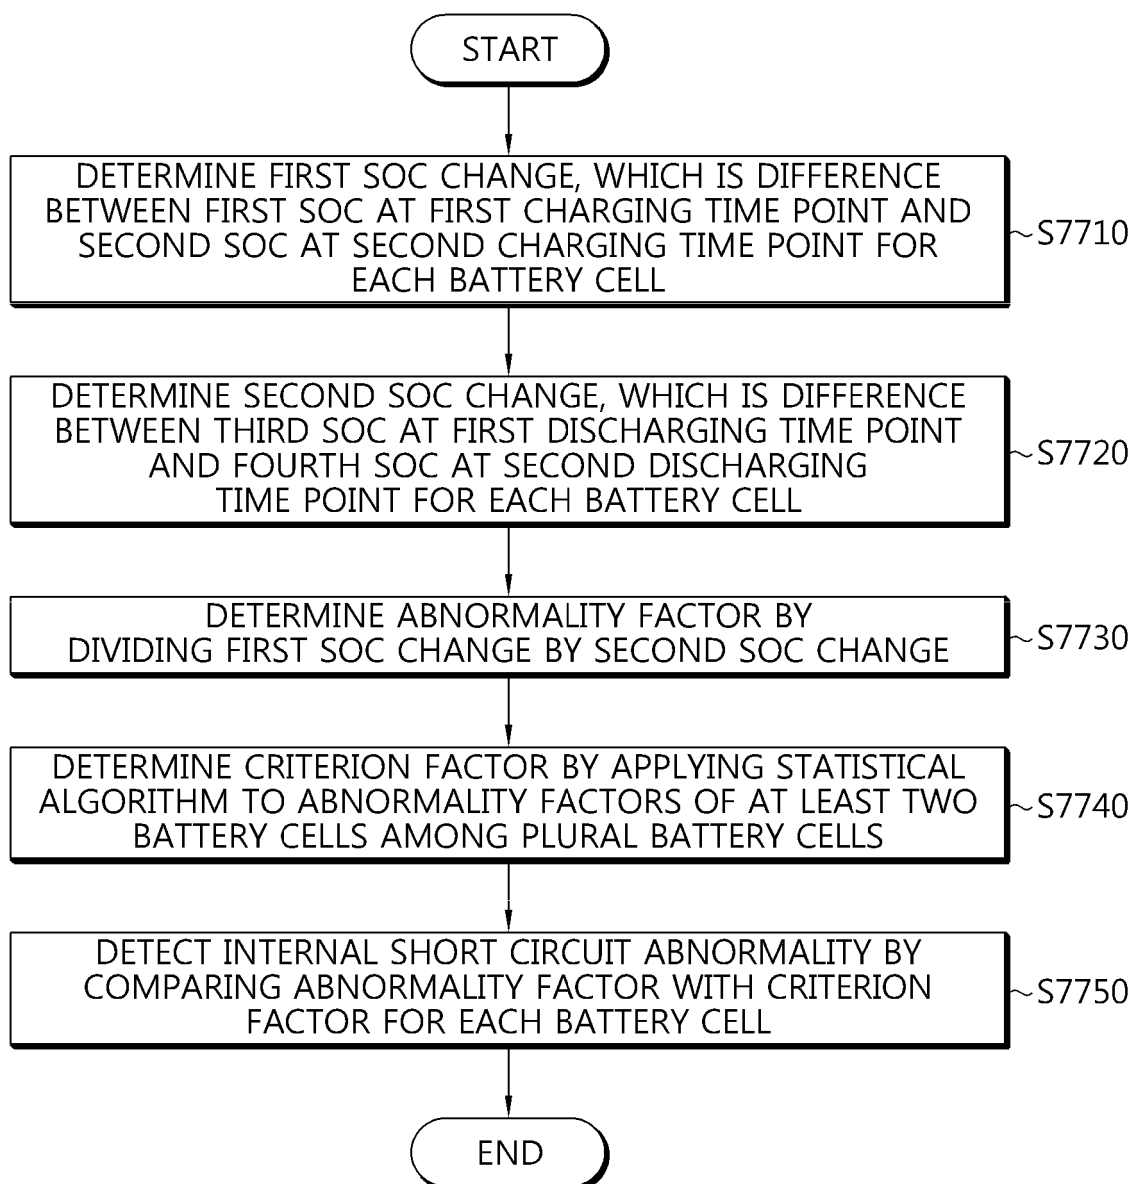 START
DETERMINE FIRST SOC CHANGE, WHICH IS DIFFERENCE
BETWEEN FIRST SOC AT FIRST CHARGING TIME POINT AND
SECOND SOC AT SECOND CHARGING TIME POINT FOR
EACH BATTERY CELL
S7710
DETERMINE SECOND SOC CHANGE, WHICH IS DIFFERENCE
BETWEEN THIRD SOC AT FIRST DISCHARGING TIME POINT
AND FOURTH SOC AT SECOND DISCHARGING
TIME POINT FOR EACH BATTERY CELL
S7720
DETERMINE ABNORMALITY FACTOR BY
DIVIDING FIRST SOC CHANGE BY SECOND SOC CHANGE
S7730
DETERMINE CRITERION FACTOR BY APPLYING STATISTICAL
ALGORITHM TO ABNORMALITY FACTORS OF AT LEAST TWO
BATTERY CELLS AMONG PLURAL BATTERY CELLS
S7740
DETECT INTERNAL SHORT CIRCUIT ABNORMALITY BY
COMPARING ABNORMALITY FACTOR WITH CRITERION
FACTOR FOR EACH BATTERY CELL
S7750
END